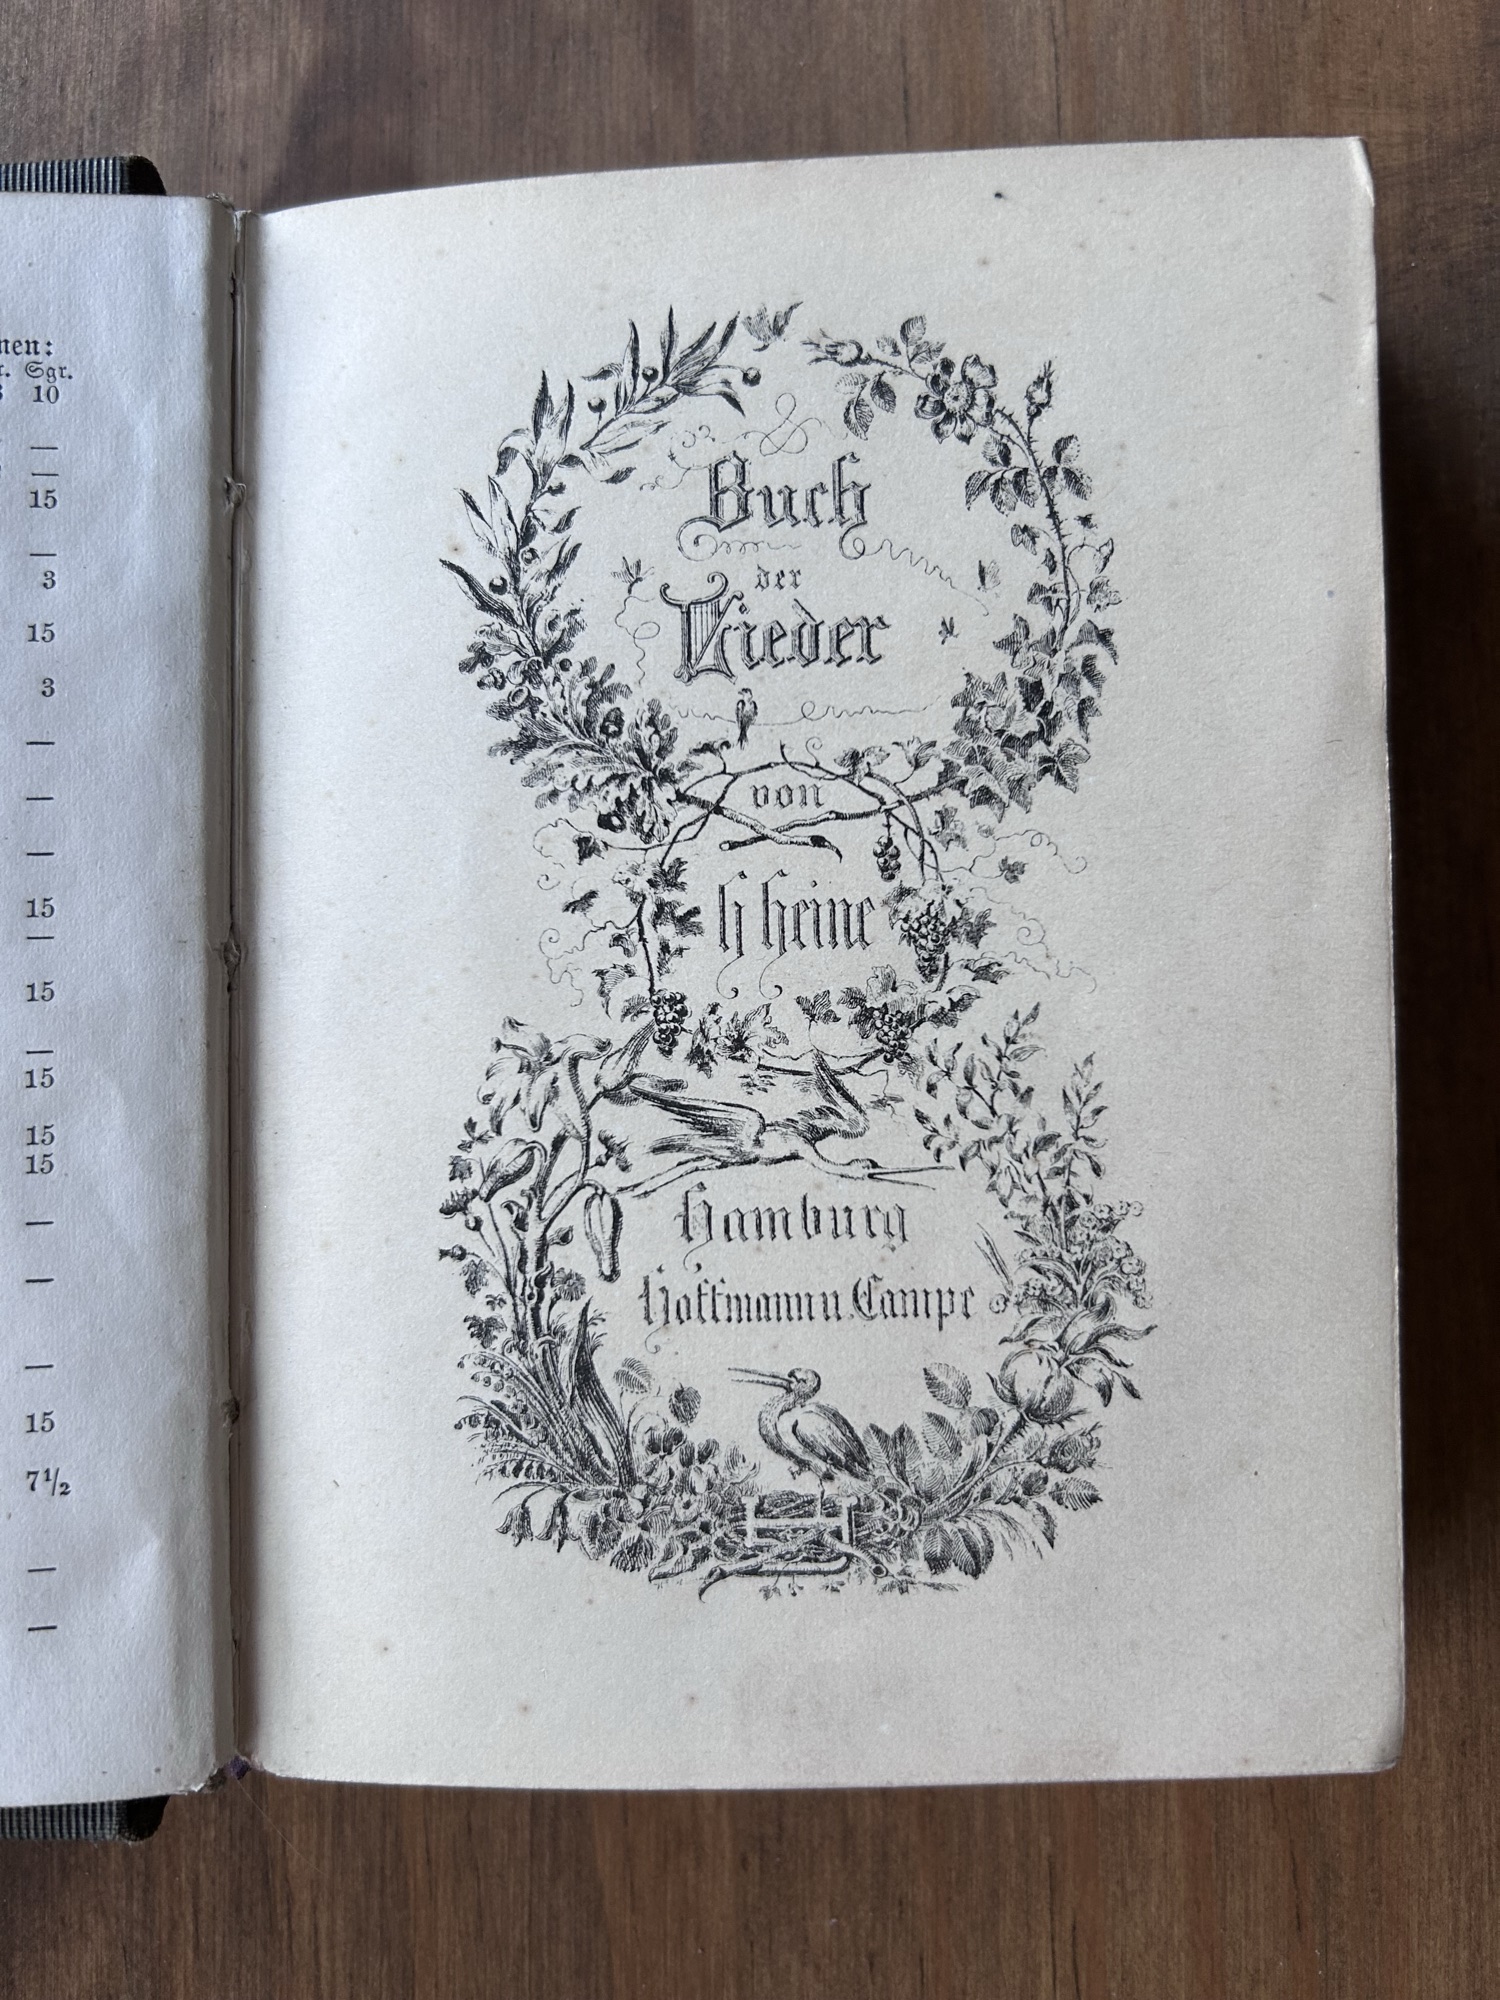 nen:
Sgr.
10
—
—
15
—
3
15
3
—
—
—
15
—
15
—
15
15
15
—
—
—
15
7½
—
—
Buch
der
Lieder
von
H Heine
Hamburg
Hoffmann u. Campe